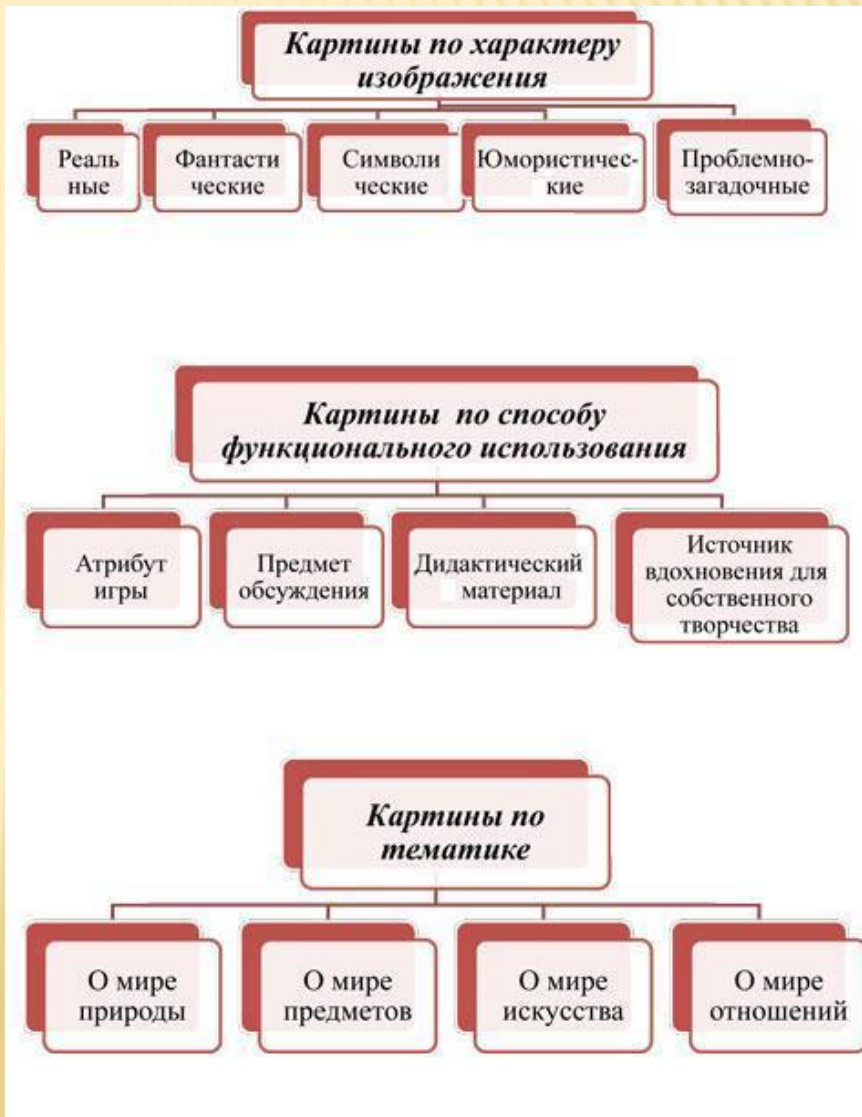 Картины по характеру
изображения
Реаль
ные
Фантасти
ческие
Символи
ческие
Юмористичес-
кие
Проблемно-
загадочные
Картины по способу
функционального использования
Атрибут
игры
Предмет
обсуждения
Дидактический
материал
Источник
вдохновения для
собственного
творчества
Картины по
тематике
О мире
природы
О мире
предметов
О мире
искусства
О мире
отношений